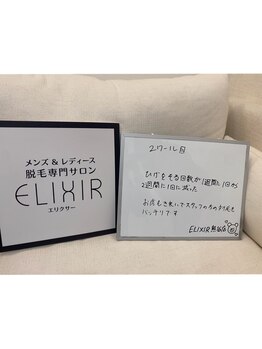 メンズ＆レディース
脱毛専門サロン
ELIXIR
エリクサー
2クール目
ひげをそる回数が1週間に1回から
2週間に1回に減った
お店もきれいでスタッフの方の対応も
バッチリです
ELIXIR 熊谷店